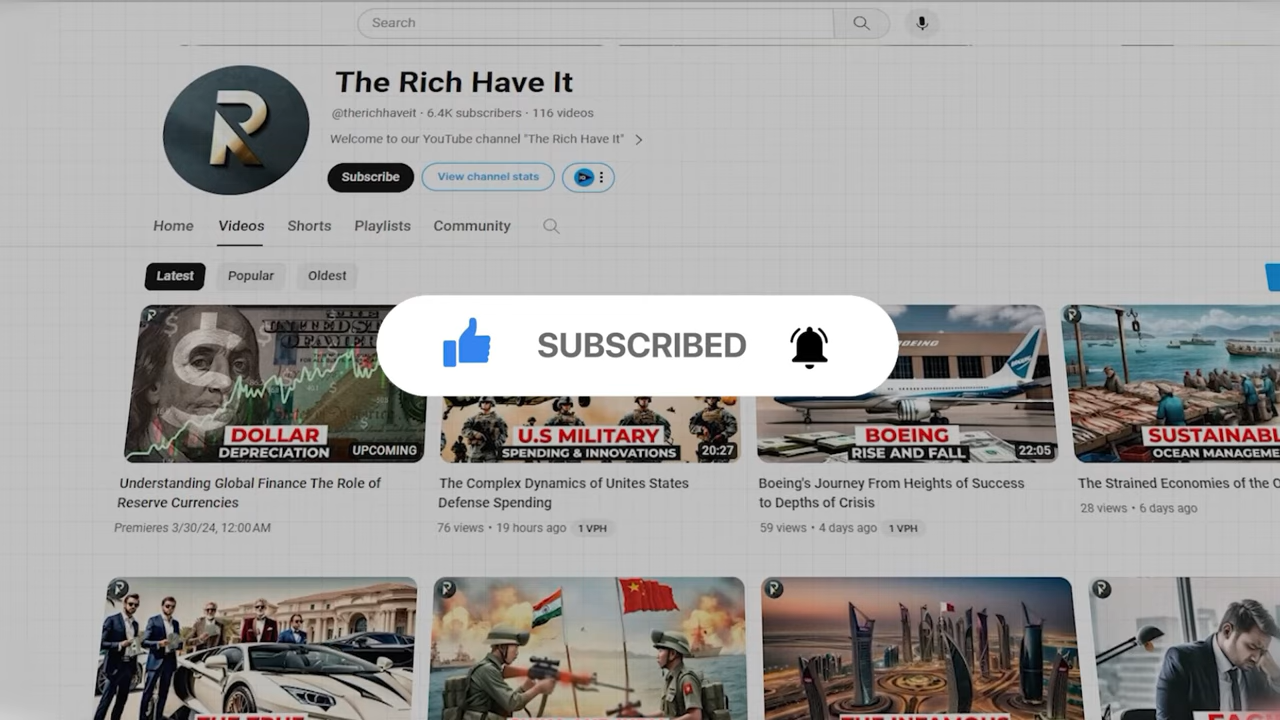 Search
The Rich Have It
@therichhaveit · 6.4K subscribers · 116 videos
Welcome to our YouTube channel "The Rich Have It"
Subscribe
View channel stats
Home
Videos
Shorts
Playlists
Community
Latest
Popular
Oldest
SUBSCRIBED
BOEING
DOLLAR
DEPRECIATION
UPCOMING
U.S MILITARY
SPENDING & INNOVATIONS
20:27
BOEING
RISE AND FALL
22:05
SUSTAINABL
OCEAN MANAGEME
Understanding Global Finance The Role of
Reserve Currencies
Premieres 3/30/24, 12:00 AM
The Complex Dynamics of Unites States
Defense Spending
76 views • 19 hours ago
1 VPH
Boeing's Journey From Heights of Success
to Depths of Crisis
59 views • 4 days ago
1 VPH
The Strained Economies of the O
28 views • 6 days ago
THE TRUE
THE INFAMOUS